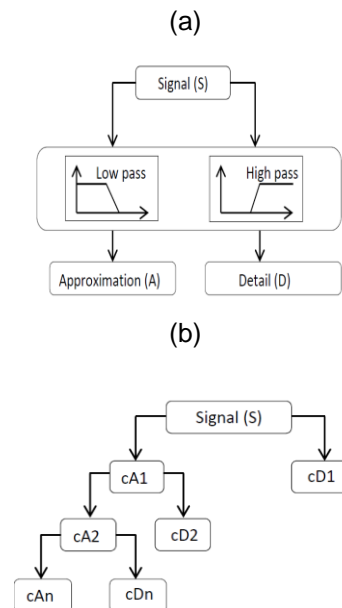 (a)
Signal (S)
Low pass
High pass
Approximation (A)
Detail (D)
(b)
Signal (S)
cA1
cD1
cA2
cD2
cAn
cDn